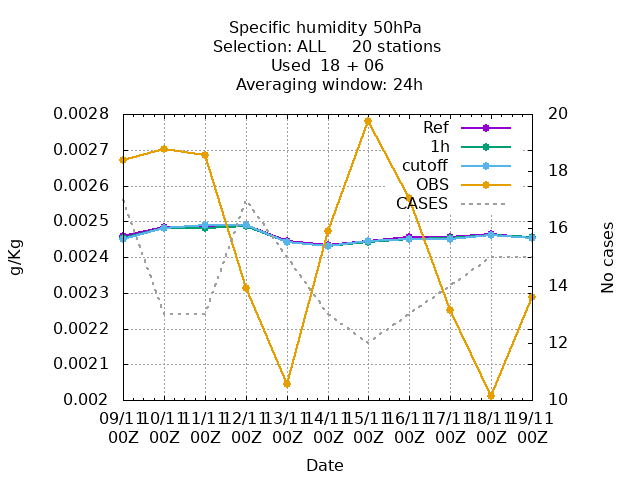 Specific humidity 50hPa
Selection: ALL 20 stations
Used 18 + 06
Averaging window: 24h
0.0028
0.0027
0.0026
0.0025
0.0024
0.0023
0.0022
0.0021
0.002
g/Kg
20
18
16
14
12
10
No cases
Ref
1h
cutoff
OBS
CASES
09/11 10/11 11/11 12/11 13/11 14/11 15/11 16/11 17/11 18/11 19/11
00Z 00Z 00Z 00Z 00Z 00Z 00Z 00Z 00Z 00Z 00Z
Date